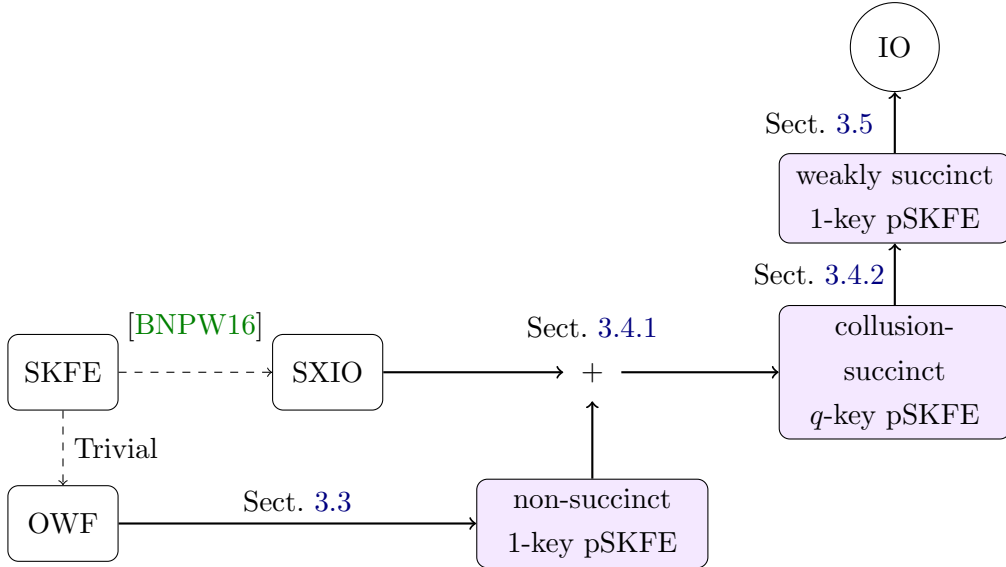 IO
Sect. 3.5
weakly succinct
1-key pSKFE
Sect. 3.4.2
[BNPW16]
Sect. 3.4.1
collusion-
succinct
q-key pSKFE
SKFE
SXIO
+
Trivial
Sect. 3.3
non-succinct
1-key pSKFE
OWF